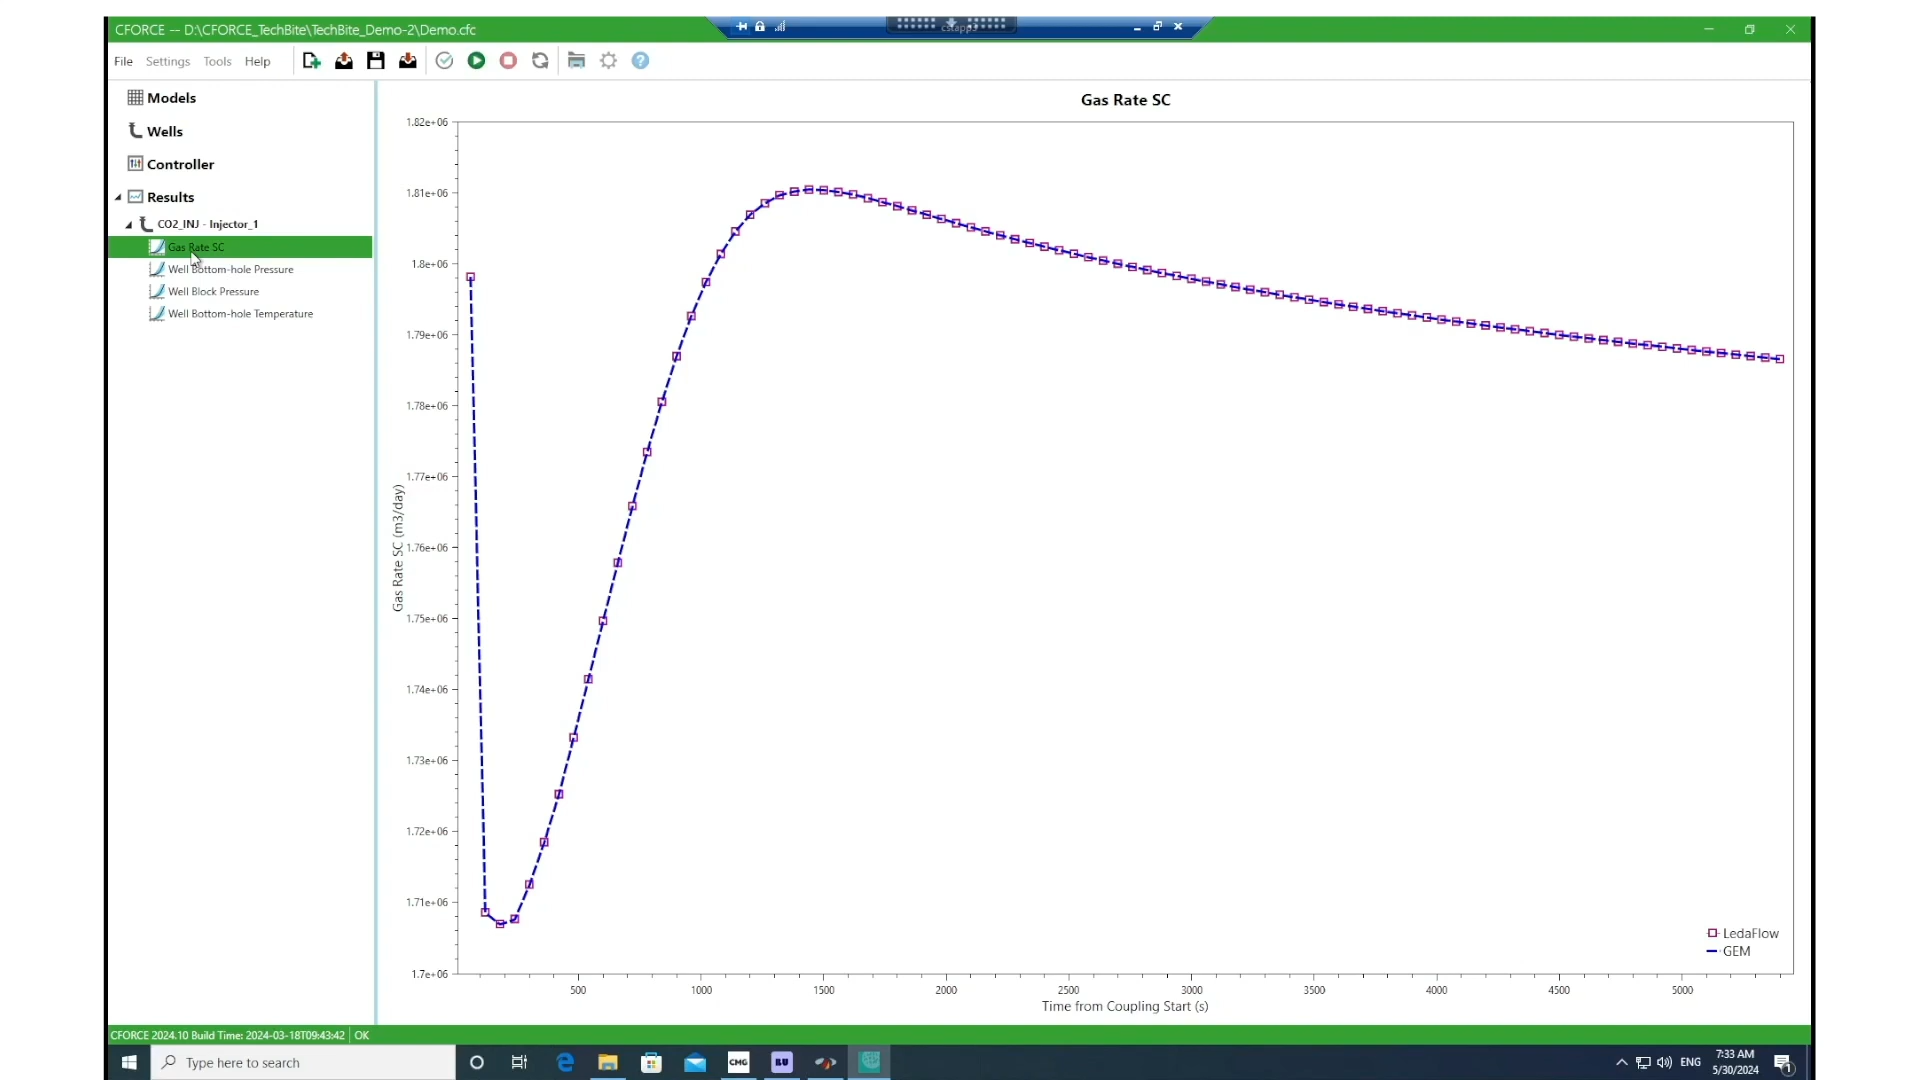 CFORCE -- D:\CFORCE_TechBite\TechBite_Demo-2\Demo.cfc
File Settings Tools Help
Models
Wells
Controller
Results
CO2_INJ - Injector_1
Gas Rate SC
Well Bottom-hole Pressure
Well Block Pressure
Well Bottom-hole Temperature
Gas Rate SC
1.82e+06
1.81e+06
1.8e+06
1.79e+06
1.78e+06
1.77e+06
1.76e+06
1.75e+06
1.74e+06
1.73e+06
1.72e+06
1.71e+06
1.7e+06
Gas Rate SC (m3/day)
LedaFlow
GEM
500 1000 1500 2000 2500 3000 3500 4000 4500 5000
Time from Coupling Start (s)
CFORCE 2024.10 Build Time: 2024-03-18T09:43:42 OK
Type here to search
CMG
ENG
7:33 AM
5/30/2024
1